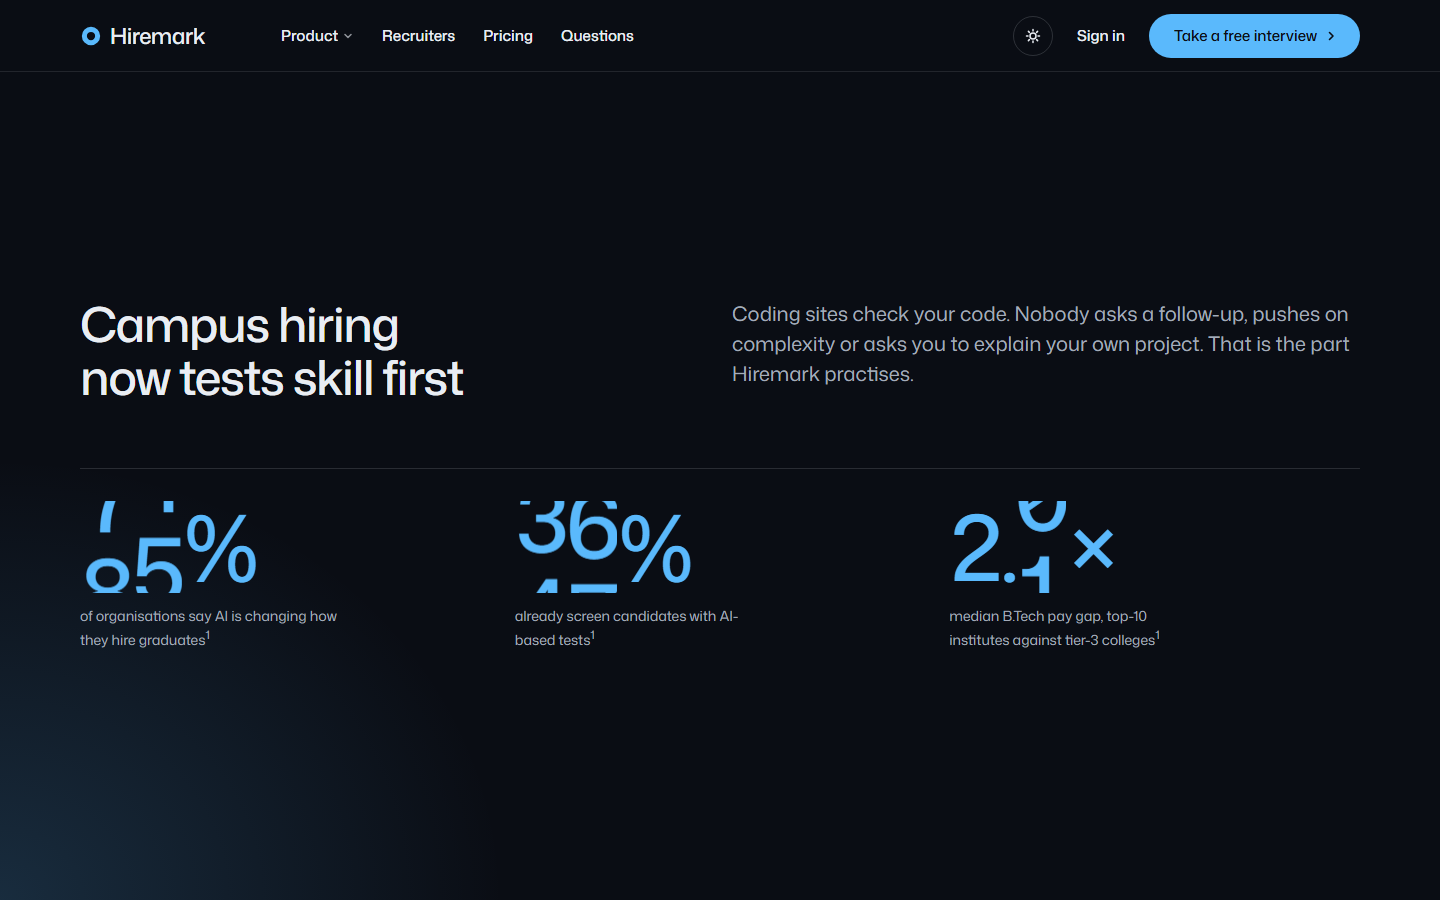 Hiremark
Product
Recruiters
Pricing
Questions
Sign in
Take a free interview
Campus hiring
now tests skill first
Coding sites check your code. Nobody asks a follow-up, pushes on
complexity or asks you to explain your own project. That is the part
Hiremark practises.
%
36%
2. ×
of organisations say AI is changing how
they hire graduates1
already screen candidates with AI-
based tests1
median B.Tech pay gap, top-10
institutes against tier-3 colleges1